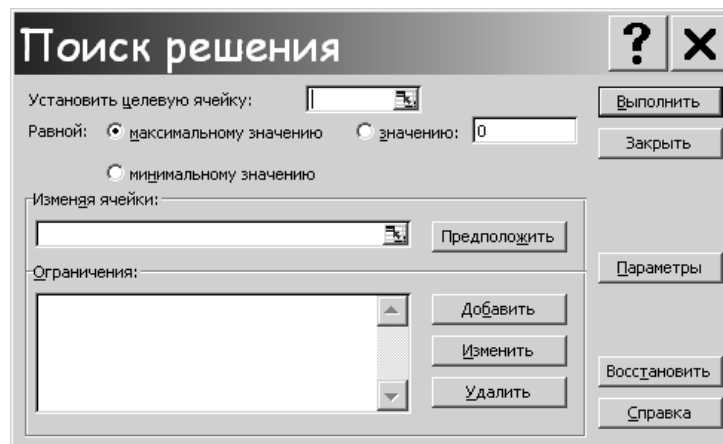 Поиск решения ? X
Установить целевую ячейку:
Выполнить
Равной: максимальному значению значению: 0
Закрыть
минимальному значению
Изменяя ячейки:
Предположить
Параметры
Ограничения:
Добавить
Изменить
Удалить
Восстановить
Справка